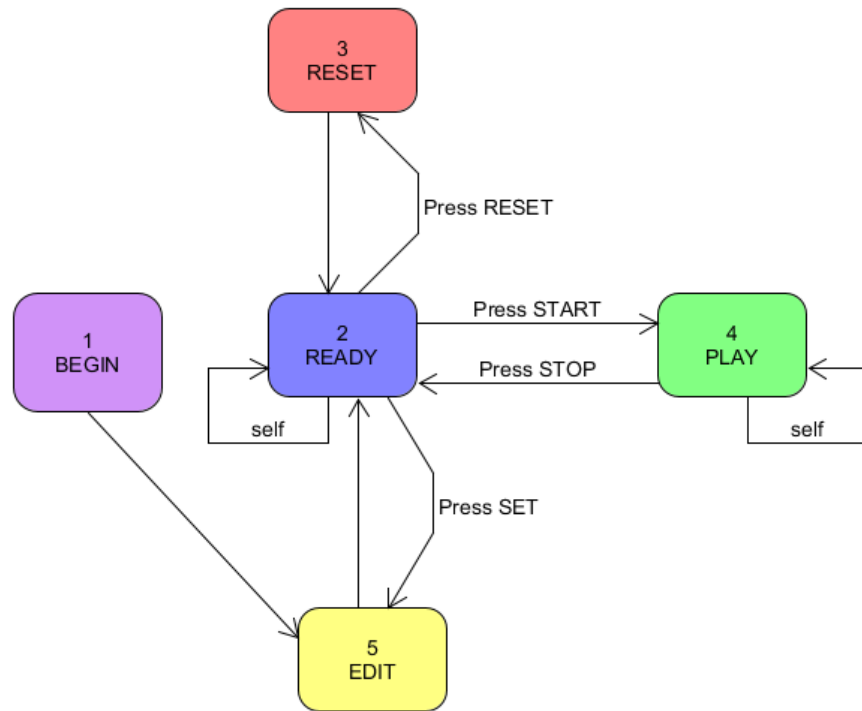 3
RESET
Press RESET
1
BEGIN
2
READY
Press START
Press STOP
4
PLAY
self
self
Press SET
5
EDIT